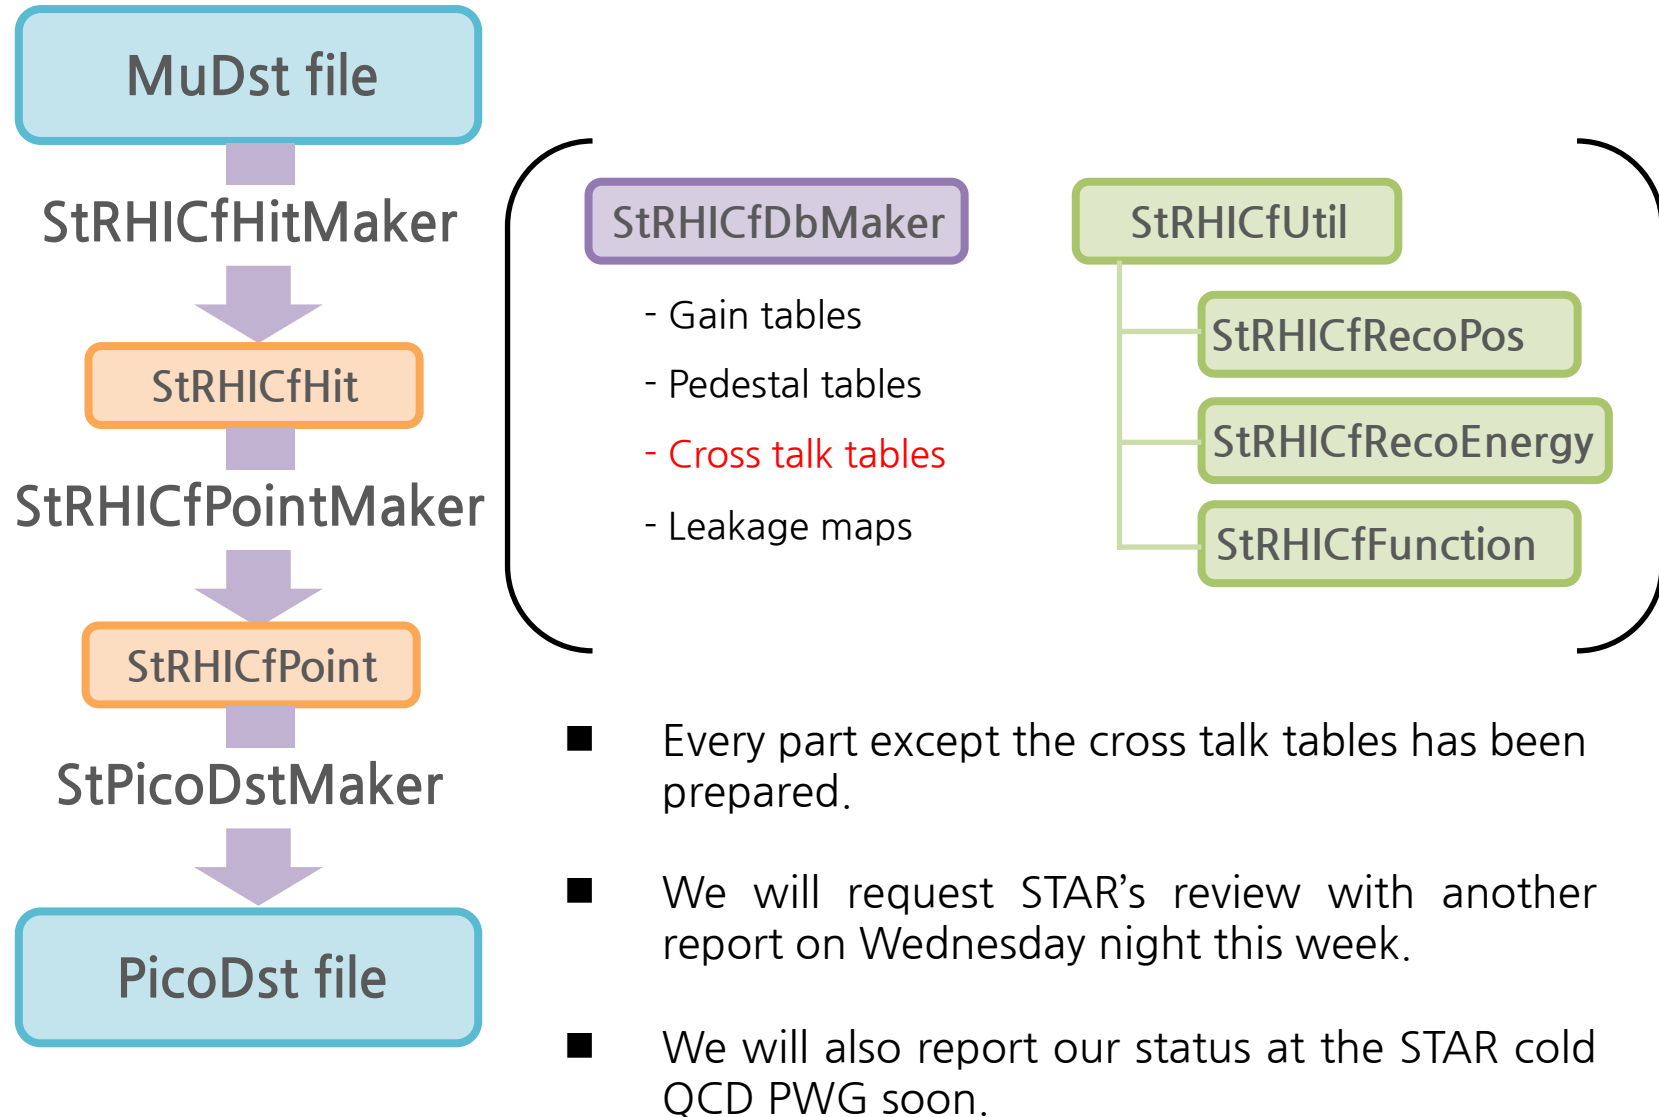 MuDst file
StRHICfHitMaker
StRHICfHit
StRHICfPointMaker
StRHICfPoint
StPicoDstMaker
PicoDst file
StRHICfDbMaker
- Gain tables
- Pedestal tables
- Cross talk tables
- Leakage maps
StRHICfUtil
StRHICfRecoPos
StRHICfRecoEnergy
StRHICfFunction
■ Every part except the cross talk tables has been
prepared.
■ We will request STAR’s review with another
report on Wednesday night this week.
■ We will also report our status at the STAR cold
QCD PWG soon.